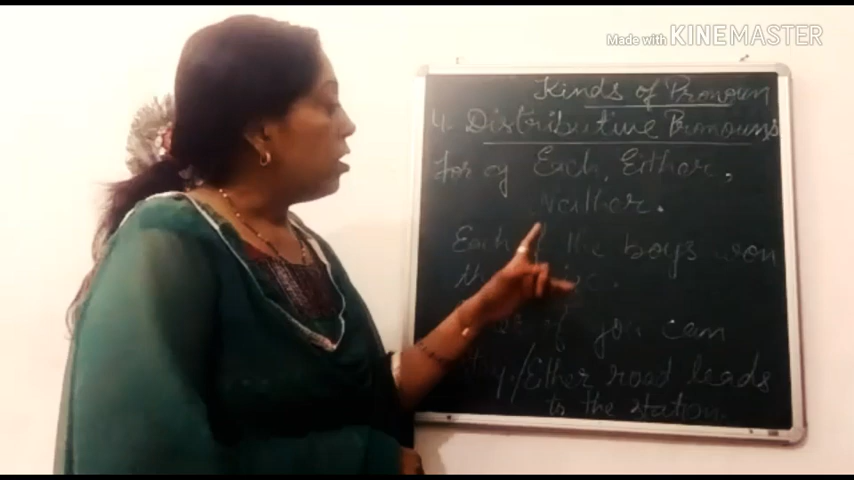 Made with KINEMASTER
Kinds of Pronoun
4. Distributive Pronouns
for eg Each, Either,
Neither.
Each of the boys won
of you can
/Either road leads
to the station.